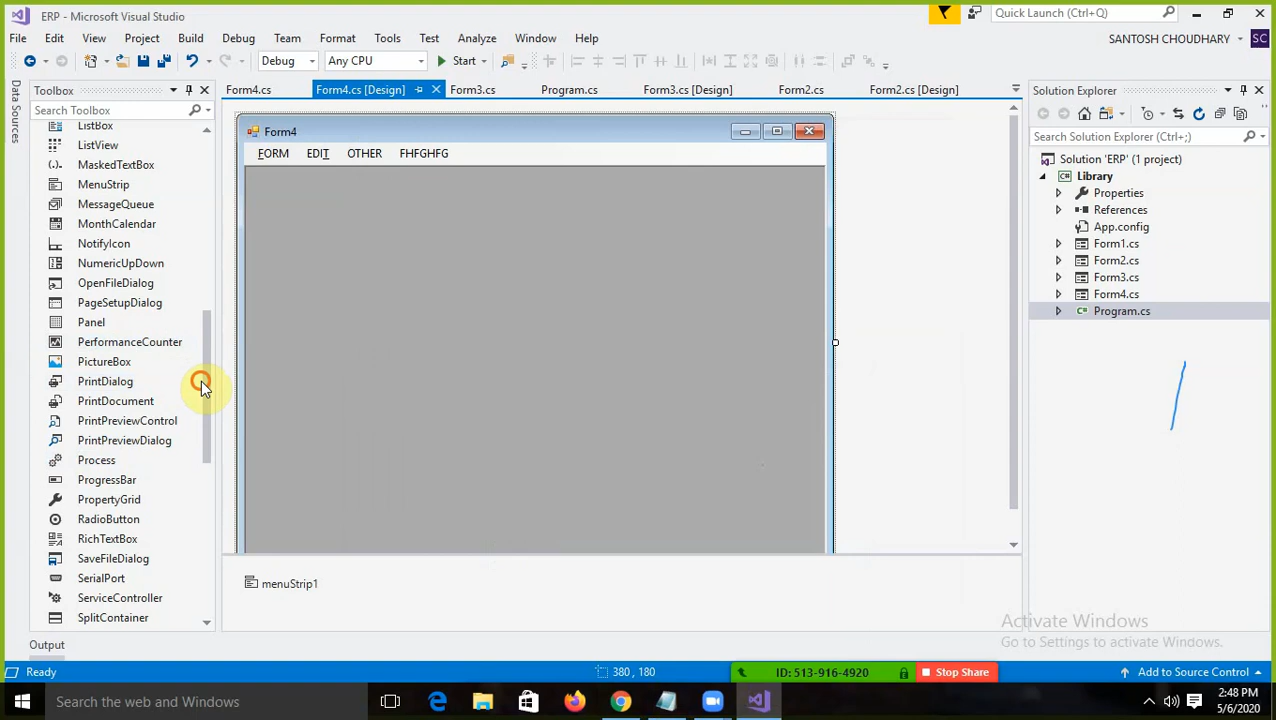 ERP - Microsoft Visual Studio
Quick Launch (Ctrl+Q)
File Edit View Project Build Debug Team Format Tools Test Analyze Window Help
SANTOSH CHOUDHARY SC
Debug Any CPU Start
Data Sources
Toolbox
Search Toolbox
ListBox
ListView
MaskedTextBox
MenuStrip
MessageQueue
MonthCalendar
NotifyIcon
NumericUpDown
OpenFileDialog
PageSetupDialog
Panel
PerformanceCounter
PictureBox
PrintDialog
PrintDocument
PrintPreviewControl
PrintPreviewDialog
Process
ProgressBar
PropertyGrid
RadioButton
RichTextBox
SaveFileDialog
SerialPort
ServiceController
SplitContainer
Form4.cs Form4.cs [Design] Form3.cs Program.cs Form3.cs [Design] Form2.cs Form2.cs [Design]
Form4
FORM EDIT OTHER FHFGHFG
menuStrip1
Solution Explorer
Search Solution Explorer (Ctrl+;)
Solution 'ERP' (1 project)
Library
Properties
References
App.config
Form1.cs
Form2.cs
Form3.cs
Form4.cs
Program.cs
Activate Windows
Go to Settings to activate Windows.
Output
Ready
380, 180
ID: 513-916-4920 Stop Share
Add to Source Control
Search the web and Windows
2:48 PM
5/6/2020